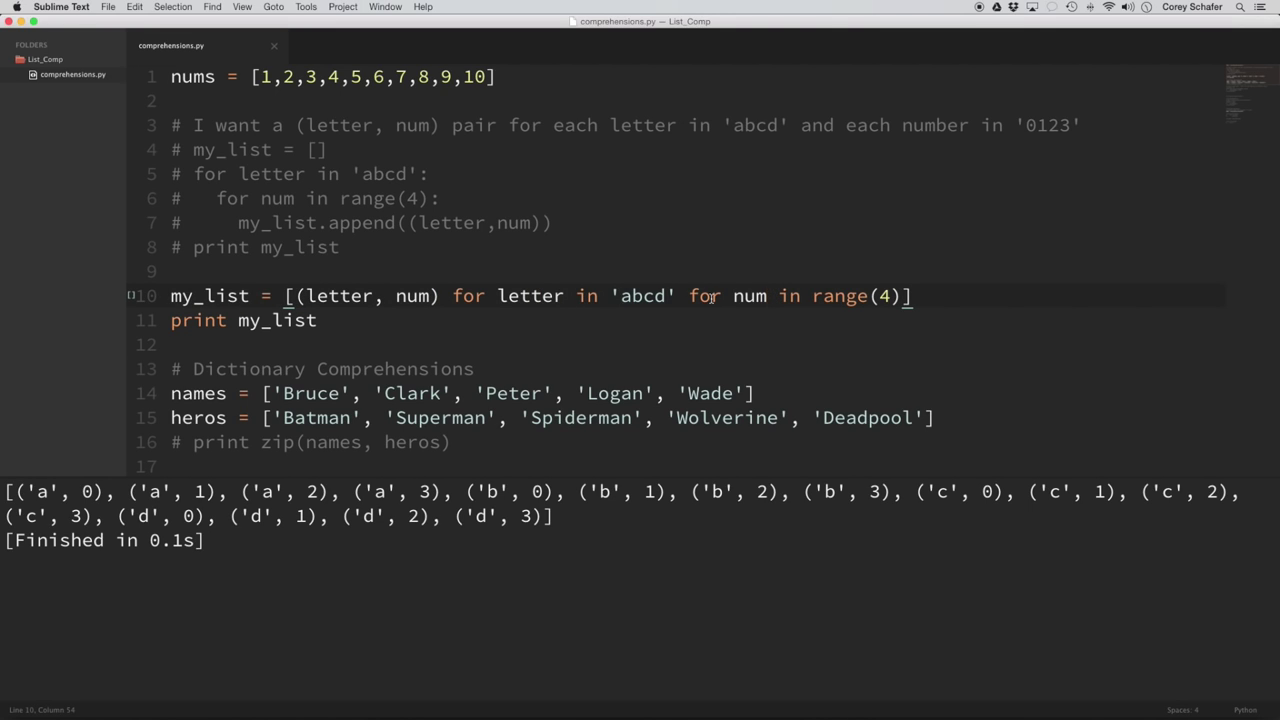 Sublime Text File Edit Selection Find View Goto Tools Project Window Help Corey Schafer
comprehensions.py — List_Comp
FOLDERS
List_Comp
comprehensions.py
comprehensions.py
1 nums = [1,2,3,4,5,6,7,8,9,10]
2
3 # I want a (letter, num) pair for each letter in 'abcd' and each number in '0123'
4 # my_list = []
5 # for letter in 'abcd':
6 #   for num in range(4):
7 #     my_list.append((letter,num))
8 # print my_list
9
10 my_list = [(letter, num) for letter in 'abcd' for num in range(4)]
11 print my_list
12
13 # Dictionary Comprehensions
14 names = ['Bruce', 'Clark', 'Peter', 'Logan', 'Wade']
15 heros = ['Batman', 'Superman', 'Spiderman', 'Wolverine', 'Deadpool']
16 # print zip(names, heros)
17
[('a', 0), ('a', 1), ('a', 2), ('a', 3), ('b', 0), ('b', 1), ('b', 2), ('b', 3), ('c', 0), ('c', 1), ('c', 2),
('c', 3), ('d', 0), ('d', 1), ('d', 2), ('d', 3)]
[Finished in 0.1s]
Line 10, Column 54 Spaces: 4 Python